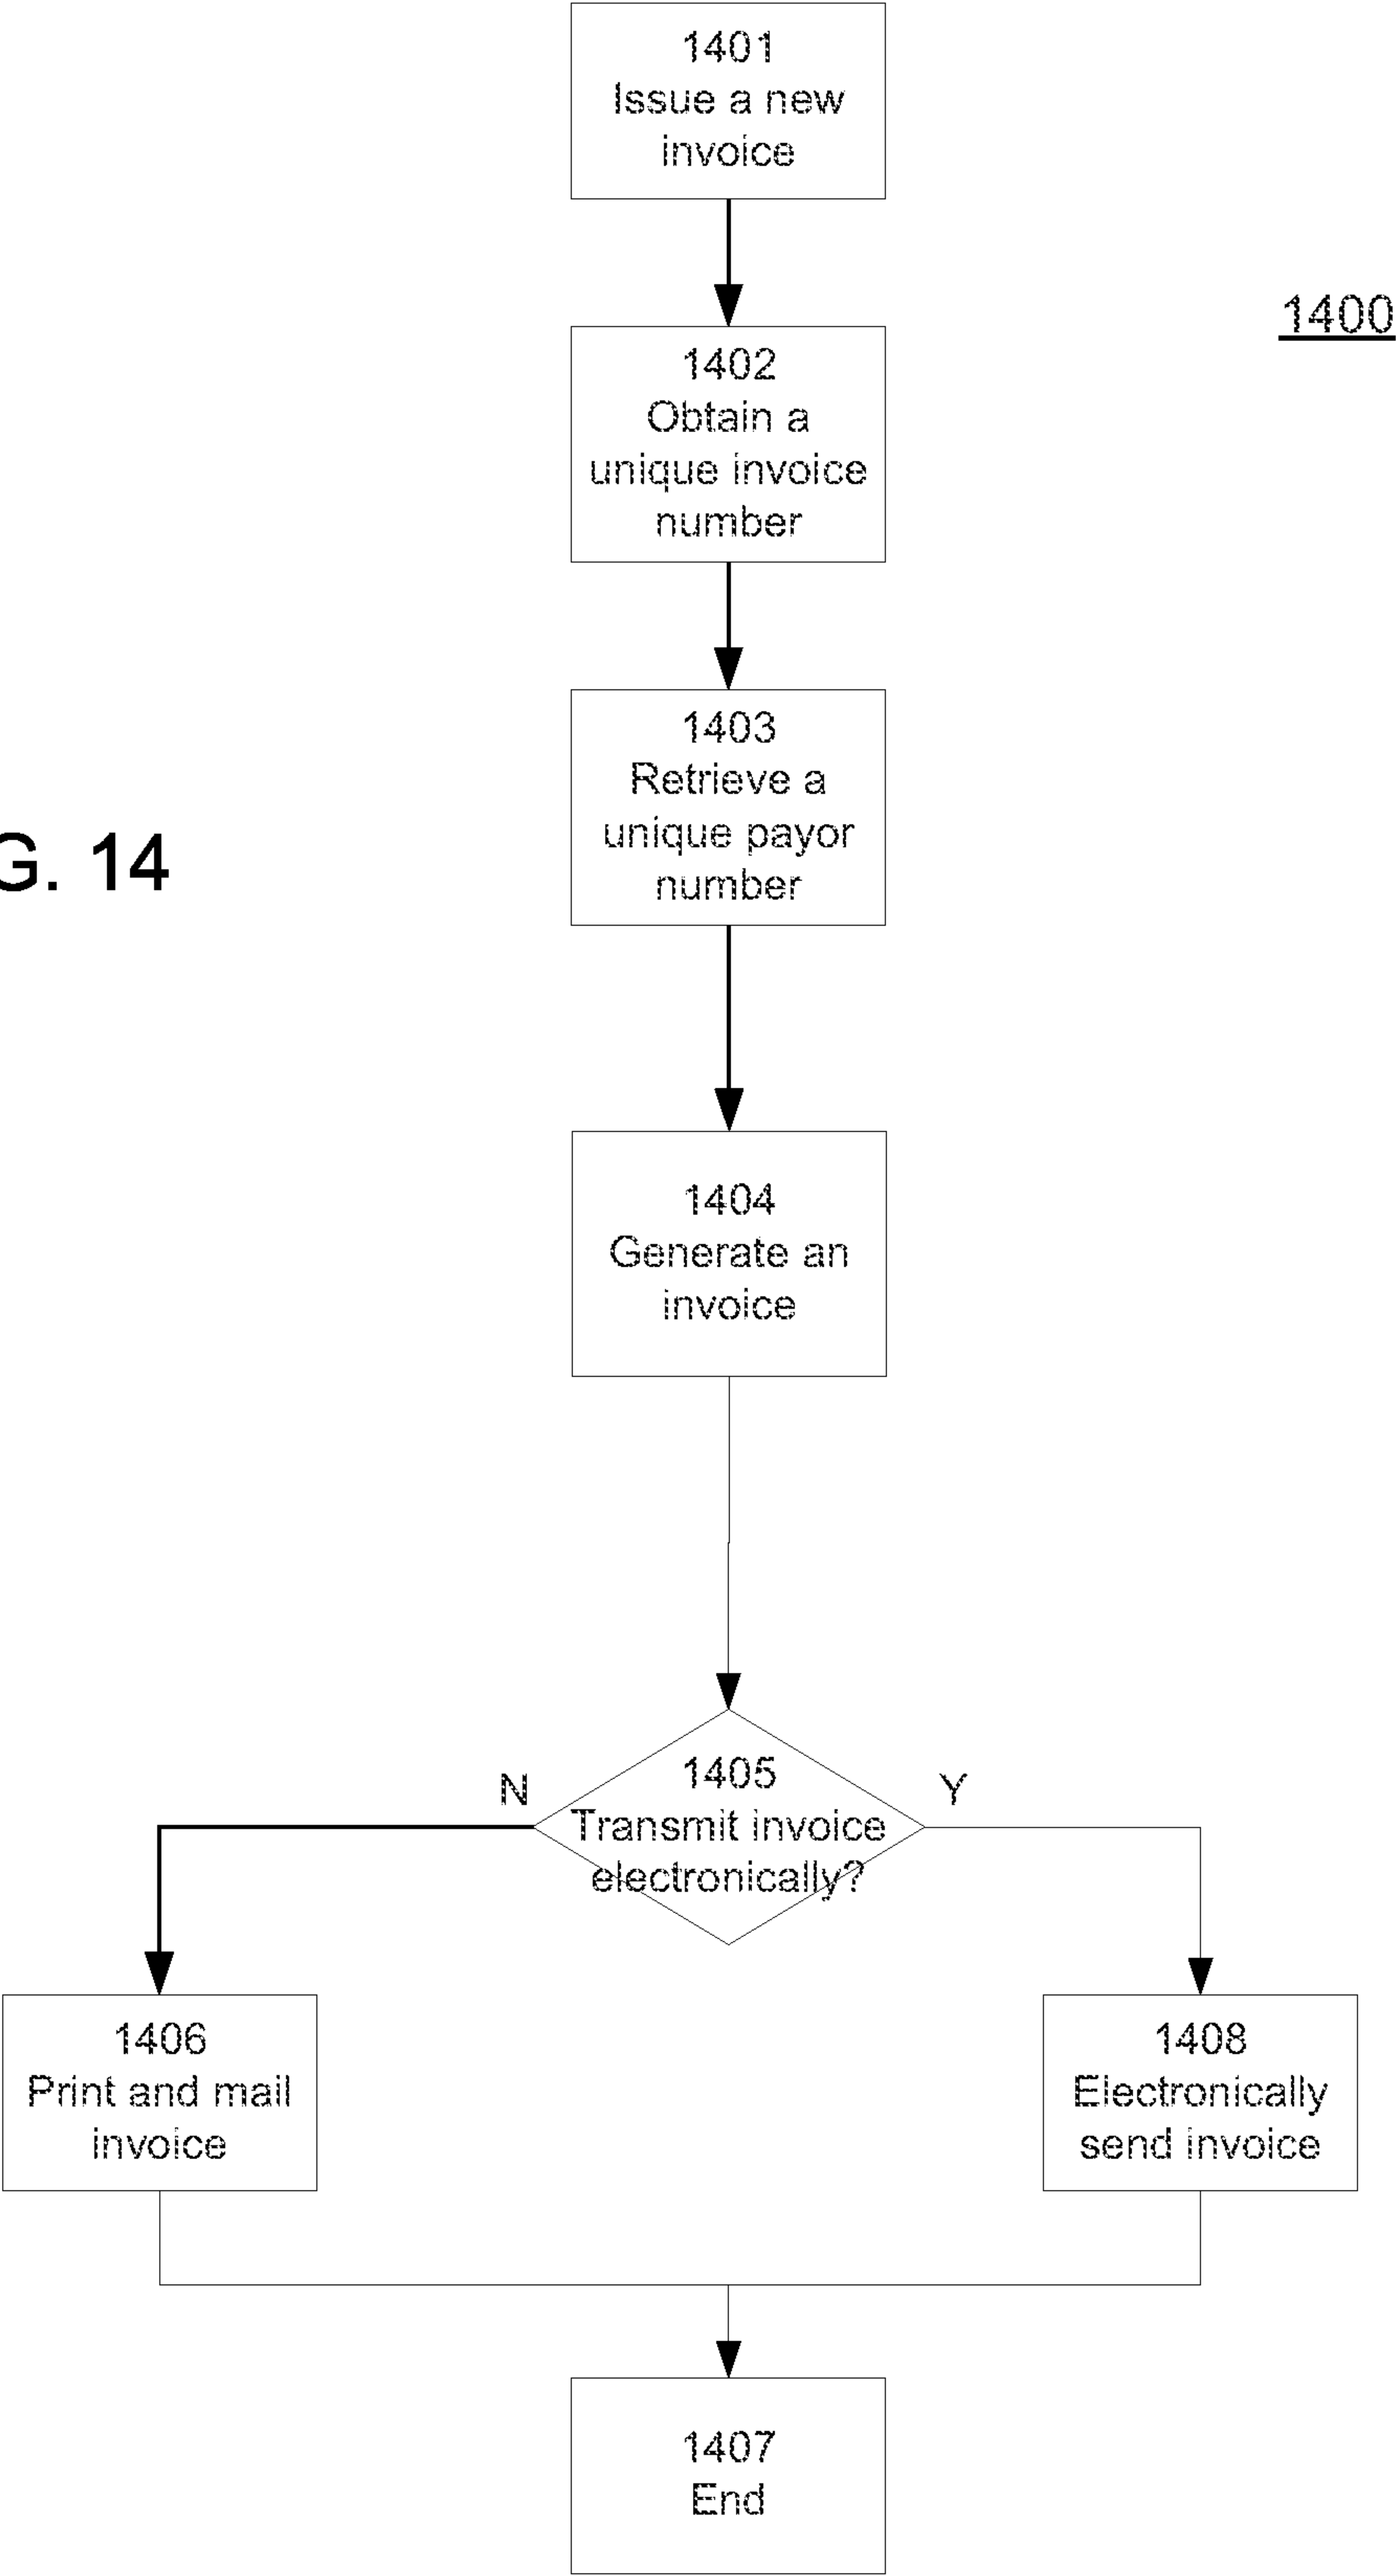 1401
Issue a new
invoice
1400
1402
Obtain a
unique invoice
number
1403
Retrieve a
unique payor
number
G. 14
1404
Generate an
invoice
N
1405
Transmit invoice
electronically?
Y
1406
Print and mail
invoice
1408
Electronically
send invoice
1407
End